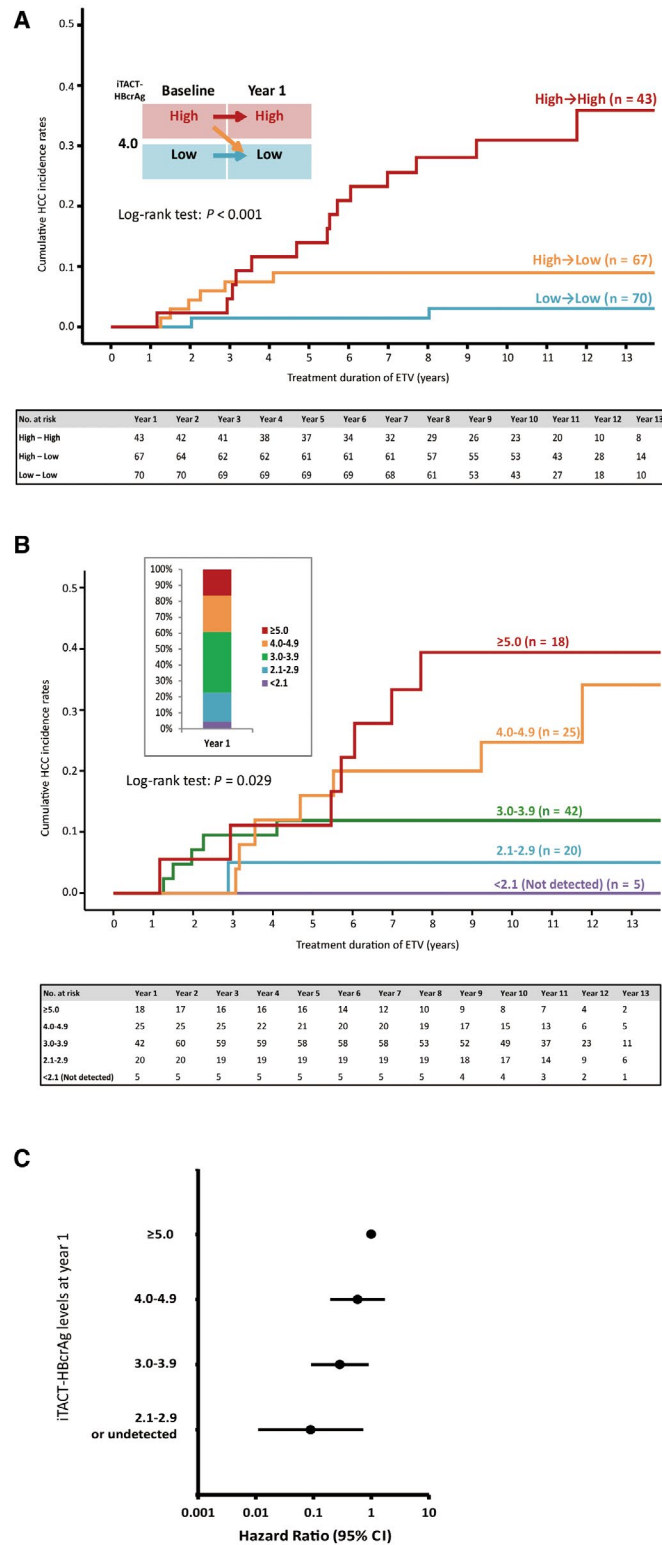 A
0.5
0.4
0.3
0.2
0.1
0.0
Cumulative HCC incidence rates
iTACT-
HBcrAg
Baseline
Year 1
High
High
4.0
Low
Low
Log-rank test: P < 0.001
High→High (n = 43)
High→Low (n = 67)
Low→Low (n = 70)
0 1 2 3 4 5 6 7 8 9 10 11 12 13
Treatment duration of ETV (years)
No. at risk Year 1 Year 2 Year 3 Year 4 Year 5 Year 6 Year 7 Year 8 Year 9 Year 10 Year 11 Year 12 Year 13
High – High 43 42 41 38 37 34 32 29 26 23 20 10 8
High – Low 67 64 62 62 61 61 61 57 55 53 43 28 14
Low – Low 70 70 69 69 69 69 68 61 53 43 27 18 10
B
0.5
0.4
0.3
0.2
0.1
0.0
Cumulative HCC incidence rates
100%
90%
80%
70%
60%
50%
40%
30%
20%
10%
0%
Year 1
≥5.0
4.0-4.9
3.0-3.9
2.1-2.9
<2.1
Log-rank test: P = 0.029
≥5.0 (n = 18)
4.0-4.9 (n = 25)
3.0-3.9 (n = 42)
2.1-2.9 (n = 20)
<2.1 (Not detected) (n = 5)
0 1 2 3 4 5 6 7 8 9 10 11 12 13
Treatment duration of ETV (years)
No. at risk Year 1 Year 2 Year 3 Year 4 Year 5 Year 6 Year 7 Year 8 Year 9 Year 10 Year 11 Year 12 Year 13
≥5.0 18 17 16 16 16 14 12 10 9 8 7 4 2
4.0-4.9 25 25 25 22 21 20 20 19 17 15 13 6 5
3.0-3.9 42 60 59 59 58 58 58 53 52 49 37 23 11
2.1-2.9 20 20 19 19 19 19 19 19 18 17 14 9 6
<2.1 (Not detected) 5 5 5 5 5 5 5 5 4 4 3 2 1
C
iTACT-HBcrAg levels at year 1
≥5.0
4.0-4.9
3.0-3.9
2.1-2.9
or undetected
0.001 0.01 0.1 1 10
Hazard Ratio (95% CI)